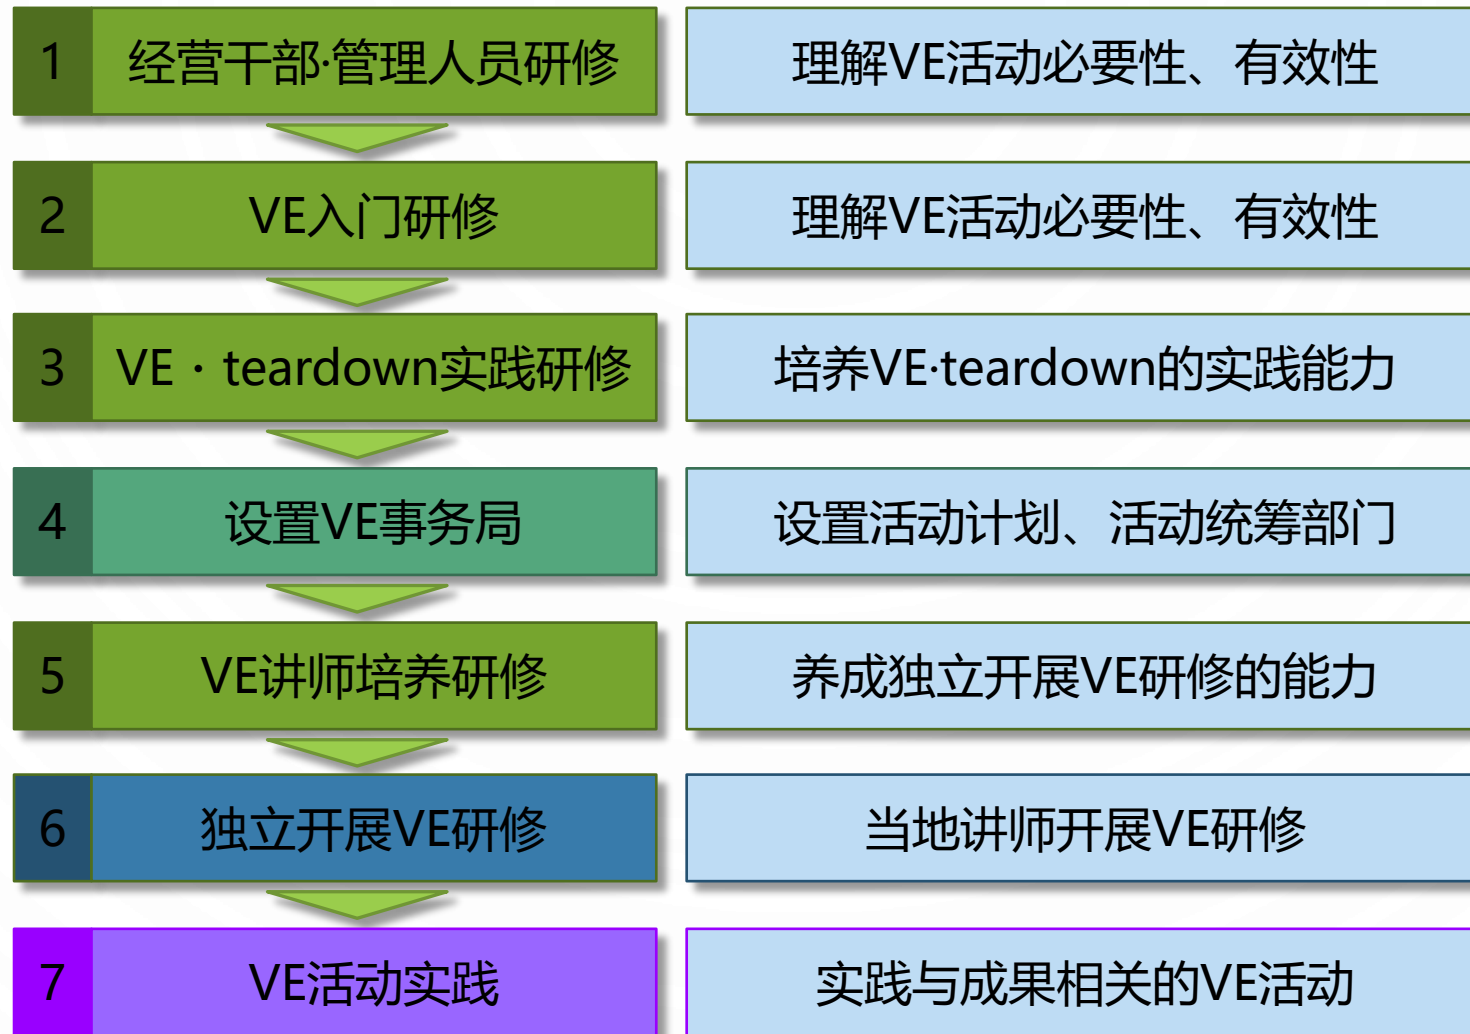 1 经营干部·管理人员研修 理解VE活动必要性、有效性
2 VE入门研修 理解VE活动必要性、有效性
3 VE・teardown实践研修 培养VE·teardown的实践能力
4 设置VE事务局 设置活动计划、活动统筹部门
5 VE讲师培养研修 养成独立开展VE研修的能力
6 独立开展VE研修 当地讲师开展VE研修
7 VE活动实践 实践与成果相关的VE活动